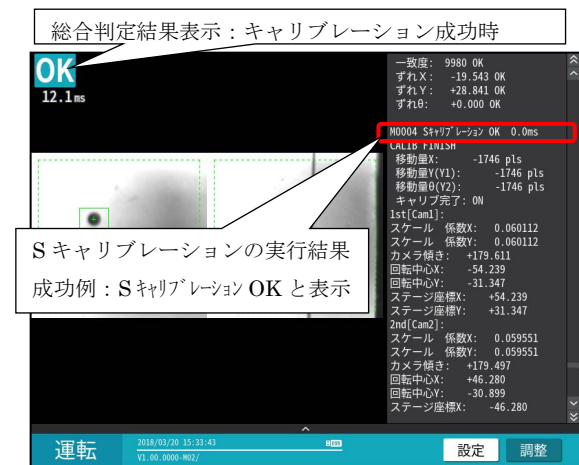 総合判定結果表示：キャリブレーション成功時
OK
12.1ms
一致度: 9980 OK
ずれX: -19.543 OK
ずれY: +28.841 OK
ずれθ: +0.000 OK
M0004 Sｷｬﾘﾌﾞﾚｰｼｮﾝ OK 0.0ms
CALIB FINISH
移動量X: -1746 pls
移動量Y(Y1): -1746 pls
移動量θ(Y2): -1746 pls
キャリブ完了: ON
1st[Cam1]:
スケール 係数X: 0.060112
スケール 係数Y: 0.060112
カメラ傾き: +179.611
回転中心X: -54.239
回転中心Y: -31.347
ステージ座標X: +54.239
ステージ座標Y: +31.347
2nd[Cam2]:
スケール 係数X: 0.059551
スケール 係数Y: 0.059551
カメラ傾き: +179.497
回転中心X: +46.280
回転中心Y: -30.899
ステージ座標X: -46.280
S キャリブレーションの実行結果
成功例：S ｷｬﾘﾌﾞﾚｰｼｮﾝ OK と表示
運転
2018/03/20 15:33:43
V1.00.0000-M02/
設定
調整